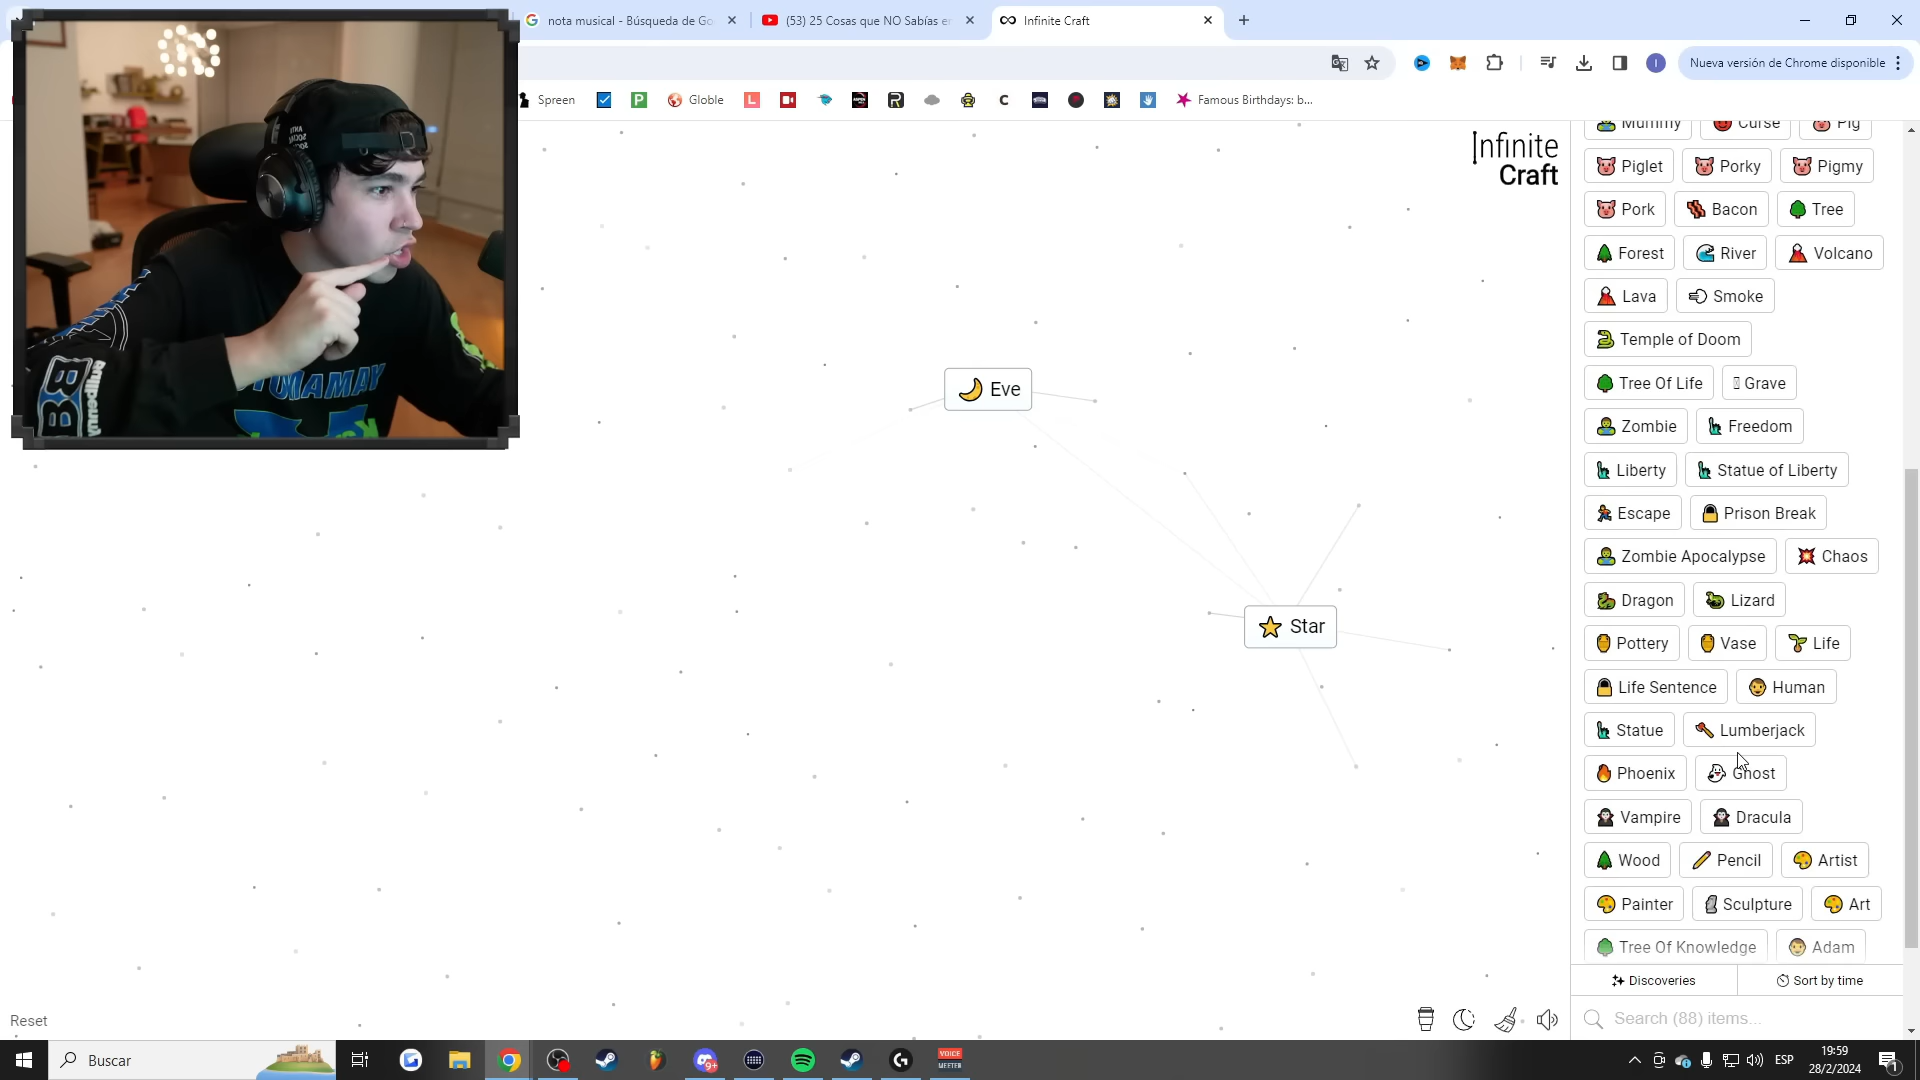 nota musical - Búsqueda de Go
(53) 25 Cosas que NO Sabías e
Infinite Craft
Nueva versión de Chrome disponible
Spreen
Globle
Famous Birthdays: b...
ANTI
SOCIAL
Infinite
Craft
Mummy
Curse
Pig
Piglet
Porky
Pigmy
Pork
Bacon
Tree
Forest
River
Volcano
Lava
Smoke
Temple of Doom
Tree Of Life
Grave
Zombie
Freedom
Liberty
Statue of Liberty
Escape
Prison Break
Zombie Apocalypse
Chaos
Dragon
Lizard
Pottery
Vase
Life
Life Sentence
Human
Statue
Lumberjack
Phoenix
Ghost
Vampire
Dracula
Wood
Pencil
Artist
Painter
Sculpture
Art
Tree Of Knowledge
Adam
Eve
Star
Discoveries
Sort by time
Search (88) items...
Reset
Buscar
VOICE
MEETER
ESP
19:59
28/2/2024